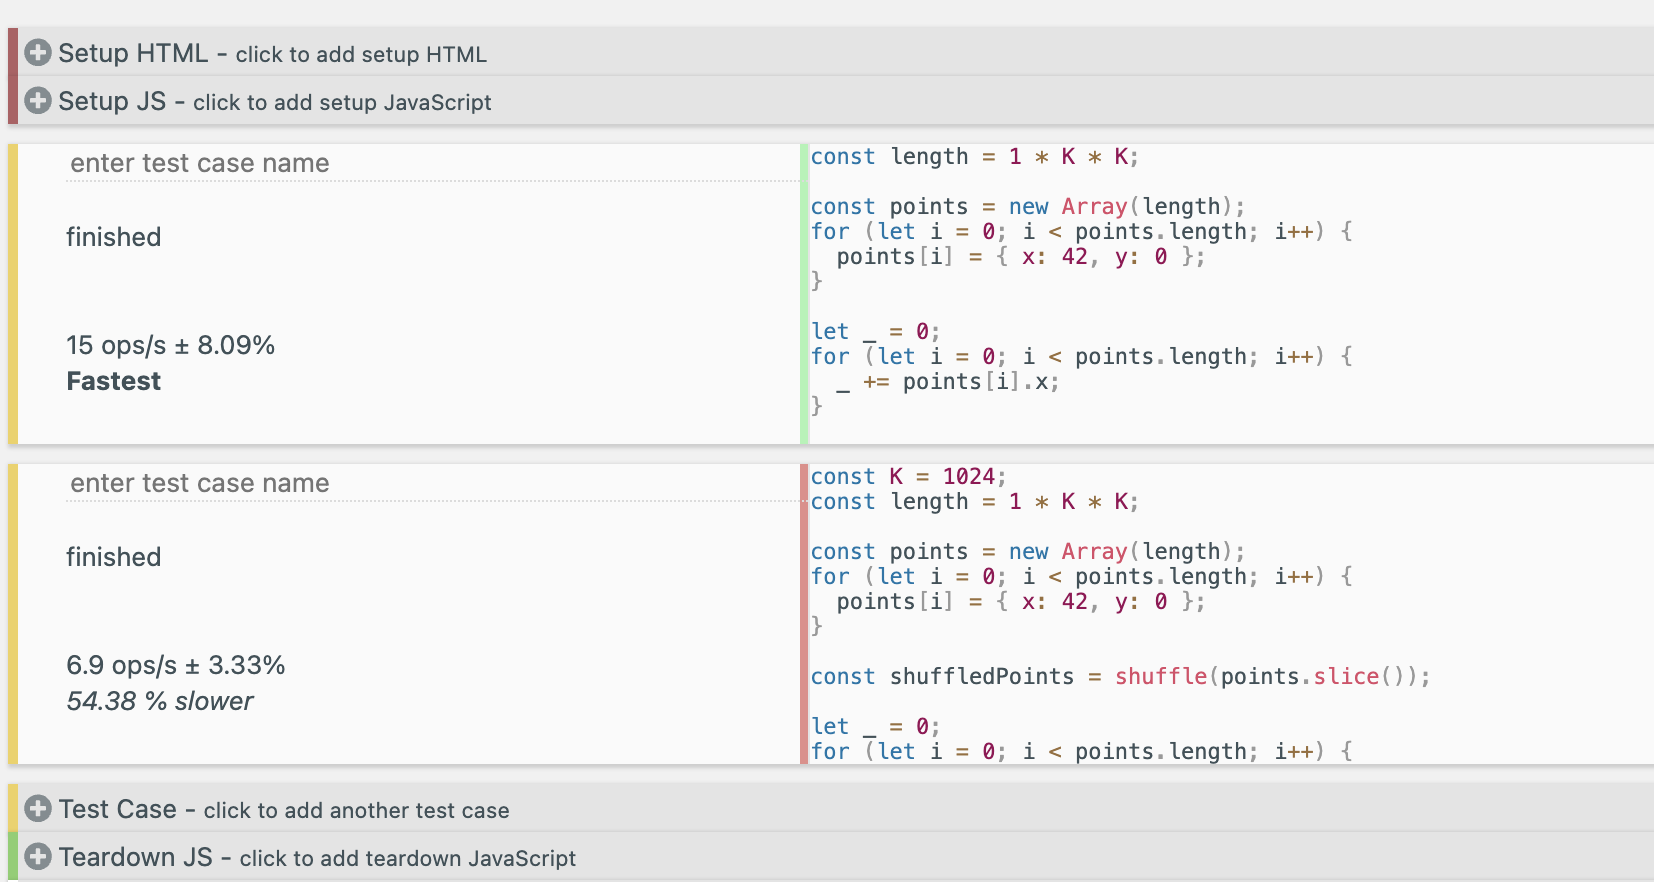 Setup HTML - click to add setup HTML
Setup JS - click to add setup JavaScript
enter test case name
finished
15 ops/s ± 8.09%
Fastest
const length = 1 * K * K;
const points = new Array(length);
for (let i = 0; i < points.length; i++) {
  points[i] = { x: 42, y: 0 };
}
let _ = 0;
for (let i = 0; i < points.length; i++) {
  _ += points[i].x;
}
enter test case name
finished
6.9 ops/s ± 3.33%
54.38 % slower
const K = 1024;
const length = 1 * K * K;
const points = new Array(length);
for (let i = 0; i < points.length; i++) {
  points[i] = { x: 42, y: 0 };
}
const shuffledPoints = shuffle(points.slice());
let _ = 0;
for (let i = 0; i < points.length; i++) {
Test Case - click to add another test case
Teardown JS - click to add teardown JavaScript